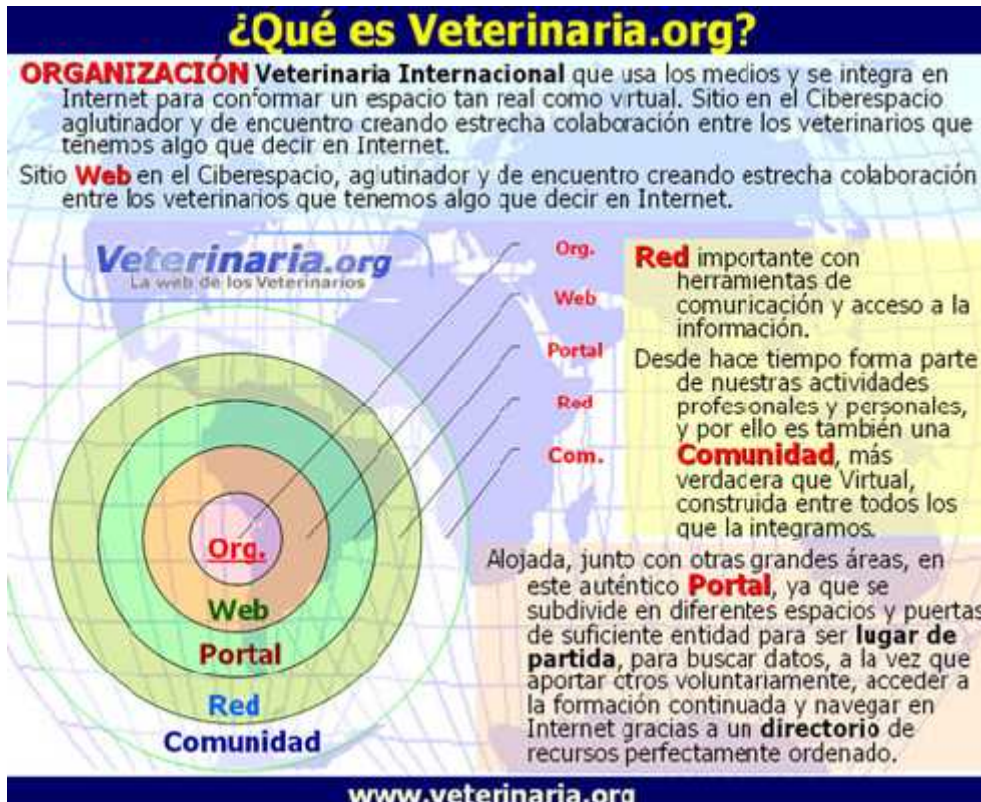 ¿Qué es Veterinaria.org?
ORGANIZACIÓN Veterinaria Internacional que usa los medios y se integra en
Internet para conformar un espacio tan real como virtual. Sitio en el Ciberespacio
aglutinador y de encuentro creando estrecha colaboración entre los veterinarios que
tenemos algo que decir en Internet.
Sitio Web en el Ciberespacio, aglutinador y de encuentro creando estrecha colaboración
entre los veterinarios que tenemos algo que decir en Internet.
Veterinaria.org
La web de los Veterinarios
Org.
Web
Portal
Red
Com.
Org.
Web
Portal
Red
Comunidad
Red importante con
herramientas de
comunicación y acceso a la
información.
Desde hace tiempo forma parte
de nuestras actividades
profesionales y personales,
y por ello es también una
Comunidad, más
verdacera que Virtual,
construida entre todos los
que la integramos.
Alojada, junto con otras grandes áreas, en
este auténtico Portal, ya que se
subdivide en diferentes espacios y puertas
de suficiente entidad para ser lugar de
partida, para buscar datos, a la vez que
aportar ctros voluntariamente, acceder a
la formación continuada y navegar en
Internet gracias a un directorio de
recursos perfectamente ordenado.
www.veterinaria.org